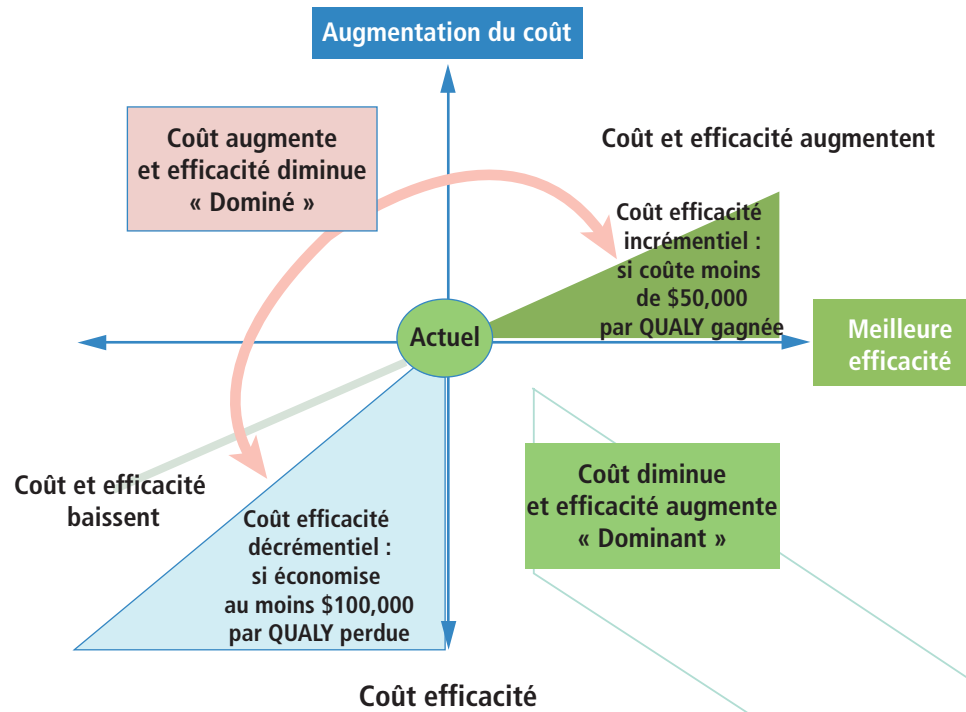 Augmentation du coût
Coût augmente
et efficacité diminue
« Dominé »
Coût et efficacité augmentent
Coût efficacité
incrémentiel :
si coûte moins
de $50,000
par QUALY gagnée
Actuel
Meilleure
efficacité
Coût et efficacité
baissent
Coût efficacité
décrémentiel :
si économise
au moins $100,000
par QUALY perdue
Coût diminue
et efficacité augmente
« Dominant »
Coût efficacité